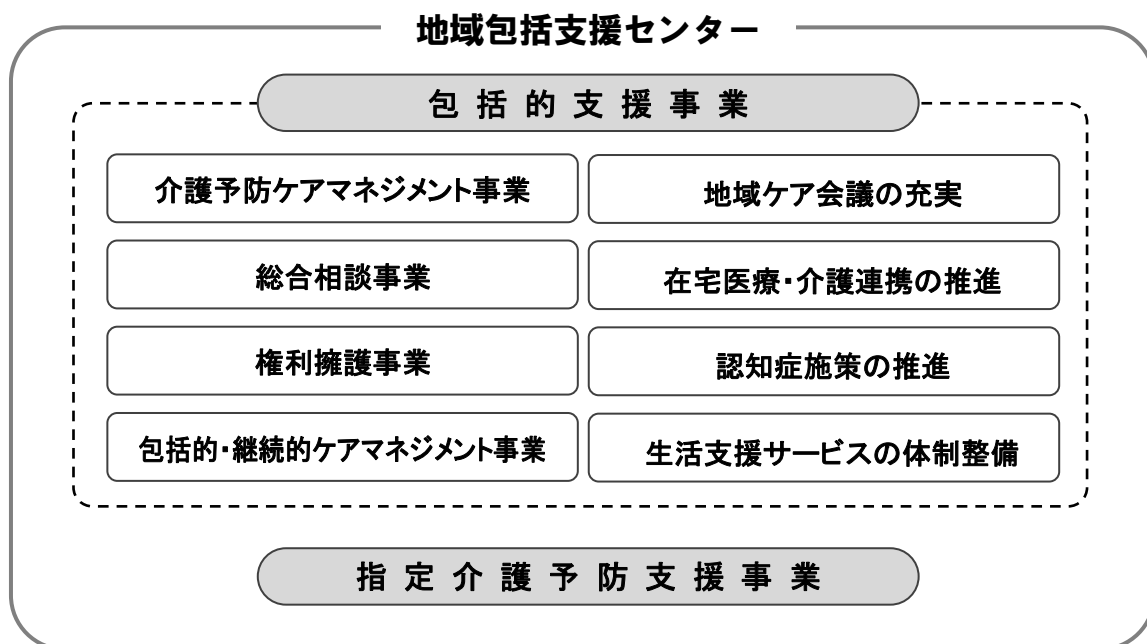 地域包括支援センター
包括的支援事業
介護予防ケアマネジメント事業
地域ケア会議の充実
総合相談事業
在宅医療・介護連携の推進
権利擁護事業
認知症施策の推進
包括的・継続的ケアマネジメント事業
生活支援サービスの体制整備
指定介護予防支援事業